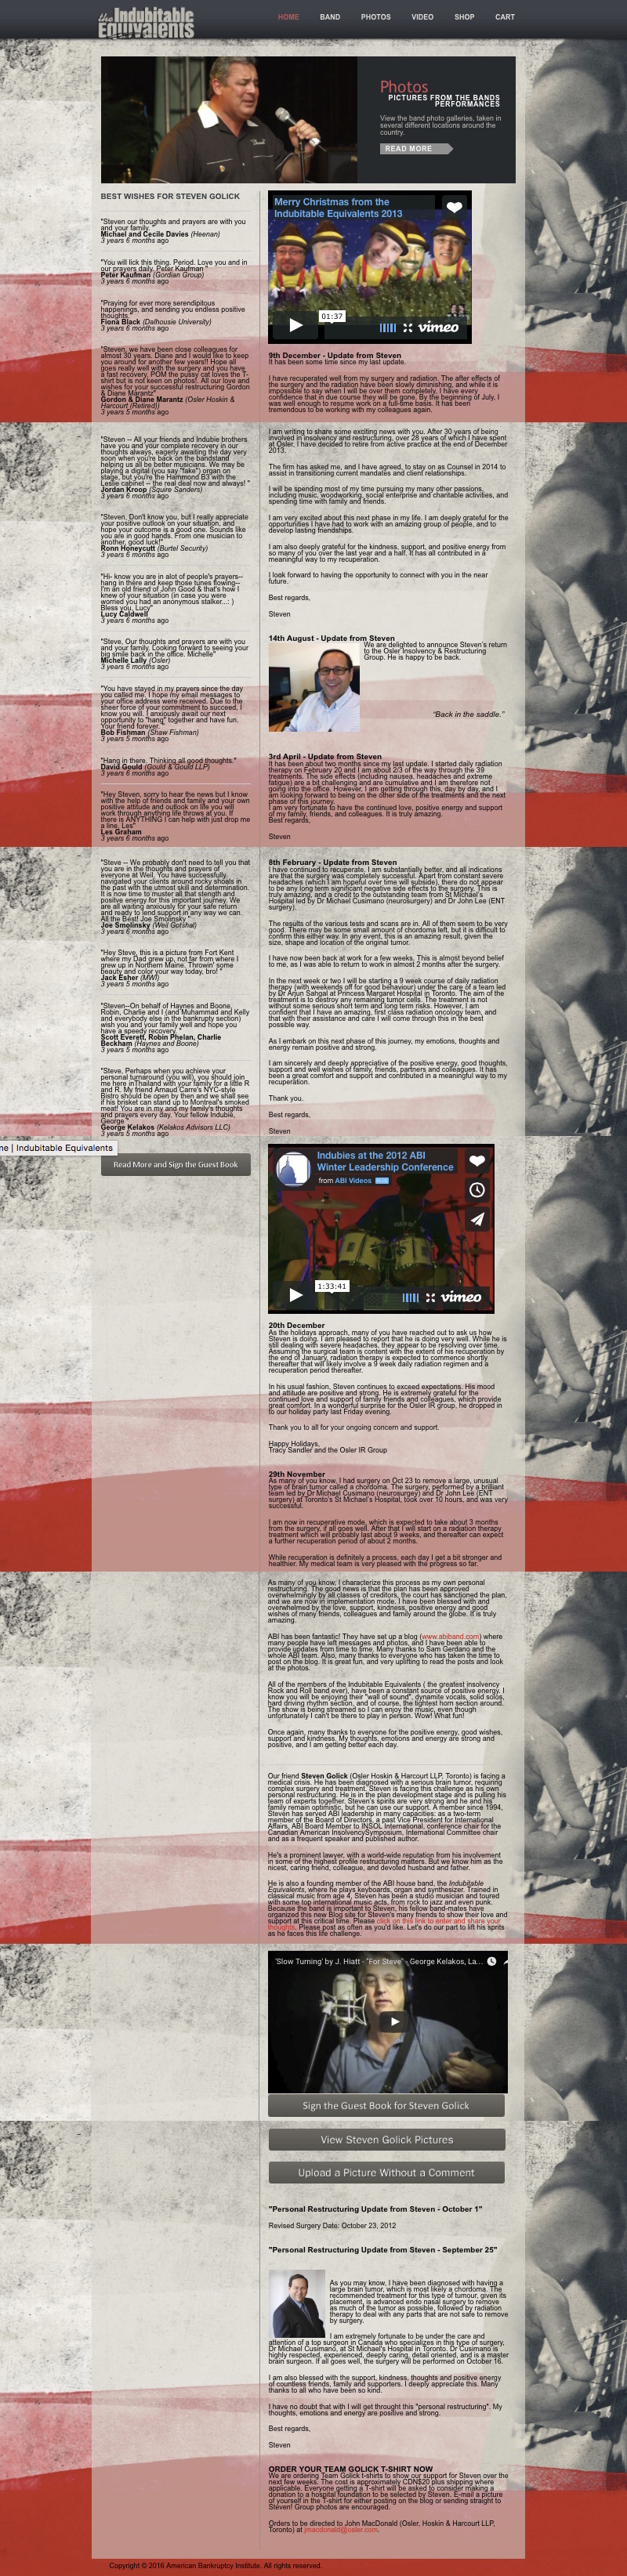 the Indubitable
Equivalents
HOME BAND PHOTOS VIDEO SHOP CART
Photos
PICTURES FROM THE BANDS
PERFORMANCES
View the band photo galleries, taken in
several different locations around the
country.
READ MORE
BEST WISHES FOR STEVEN GOLICK
"Steven our thoughts and prayers are with you
and your family. "
Michael and Cecile Davies (Heenan)
3 years 6 months ago
"You will lick this thing. Period. Love you and in
our prayers daily. Peter Kaufman "
Peter Kaufman (Gordian Group)
3 years 6 months ago
"Praying for ever more serendipitous
happenings, and sending you endless positive
thoughts."
Fiona Black (Dalhousie University)
3 years 6 months ago
"Steven, we have been close colleagues for
almost 30 years. Diane and I would like to keep
you around for another few years!! Hope all
goes really well with the surgery and you have
a fast recovery. POM the pussy cat loves the T-
shirt but is not keen on photos!. All our love and
wishes for your successful restructuring Gordon
& Diane Marantz"
Gordon & Diane Marantz (Osler Hoskin &
Harcourt (Retired))
3 years 5 months ago
"Steven -- All your friends and Indubie brothers
have you and your complete recovery in our
thoughts always, eagerly awaiting the day very
soon when you're back on the bandstand
helping us all be better musicians. We may be
playing a digital (you say "fake") organ on
stage, but you're the Hammond B3 with the
Leslie cabinet -- the real deal now and always! "
Jordan Kroop (Squire Sanders)
3 years 6 months ago
"Steven, Don't know you, but I really appreciate
your positive outlook on your situation, and
hope your outcome is a good one. Sounds like
you are in good hands. From one musician to
another, good luck!"
Ronn Honeycutt (Burtel Security)
3 years 6 months ago
"Hi- know you are in alot of people's prayers--
hang in there and keep those tunes flowing--
I'm an old friend of John Good & that's how I
knew of your situation (in case you were
worried you had an anonymous stalker...: )
Bless you, Lucy"
Lucy Caldwell
3 years 6 months ago
"Steve, Our thoughts and prayers are with you
and your family. Looking forward to seeing your
big smile back in the office. Michelle"
Michelle Lally (Osler)
3 years 6 months ago
"You have stayed in my prayers since the day
you called me. I hope my email messages to
your office address were received. Due to the
sheer force of your commitment to succeed, I
know you will. I anxiously await our next
opportunity to "hang" together and have fun.
Your friend forever. "
Bob Fishman (Shaw Fishman)
3 years 5 months ago
"Hang in there. Thinking all good thoughts."
David Gould (Gould & Gould LLP)
3 years 6 months ago
"Hey Steven, sorry to hear the news but I know
with the help of friends and family and your own
positive attitude and outlook on life you will
work through anything life throws at you. If
there is ANYTHING I can help with just drop me
a line. Les"
Les Graham
3 years 6 months ago
"Steve -- We probably don't need to tell you that
you are in the thoughts and prayers of
everyone at Weil. You have successfully
navigated your clients around rocky shoals in
the past with the utmost skill and determination.
It is now time to muster all that stength and
positive energy for this important journey. We
are all waiting anxiously for your safe return
and ready to lend support in any way we can.
All the Best! Joe Smolinsky "
Joe Smolinsky (Weil Gotshal)
3 years 6 months ago
"Hey Steve, this is a picture from Fort Kent
where my Dad grew up, not far from where I
grew up in Northern Maine. Throwin some
beauty and color your way today, bro! "
Jack Esher (MWI)
3 years 5 months ago
"Steven--On behalf of Haynes and Boone,
Robin, Charlie and I (and Muhammad and Kelly
and everybody else in the bankruptcy section)
wish you and your family well and hope you
have a speedy recovery. "
Scott Everett, Robin Phelan, Charlie
Beckham (Haynes and Boone)
3 years 5 months ago
"Steve, Perhaps when you achieve your
personal turnaround (you will), you should join
me here inThailand with your family for a little R
and R. My friend Arnaud Carre's NYC-style
Bistro should be open by then and we shall see
if his brisket can stand up to Montreal's smoked
meat! You are in my and my family's thoughts
and prayers every day. Your fellow Indubie,
George "
George Kelakos (Kelakos Advisors LLC)
3 years 5 months ago
me | Indubitable Equivalents
Read More and Sign the Guest Book
Merry Christmas from the
Indubitable Equivalents 2013
01:37
vimeo
9th December - Update from Steven
It has been some time since my last update.
I have recuperated well from my surgery and radiation. The after effects of
the surgery and the radiation have been slowly diminishing, and while it is
impossible to say when I will recuperate completely, I have every
confidence that in due course they will be gone. By the beginning of July, I
was well enough to resume work on a full-time basis. It has been
tremendous to be working with my colleagues again.
I am writing to share some exciting news with you. After 30 years of being
involved in insolvency and restructuring, over 28 years of which I have spent
at Osler, I have decided to retire from active practice at the end of December
2013.
The firm has asked me, and I have agreed, to stay on as Counsel in 2014 to
assist in transitioning current mandates and client relationships.
I will be spending most of my time pursuing my many other passions,
including music, woodworking, social enterprise and charitable activities, and
spending time with family and friends.
I am very excited about this next phase in my life. I am deeply grateful for the
opportunities I have had to work with an amazing group of people, and to
develop lasting friendships.
I am also deeply grateful for the kindness, support, and positive energy from
so many of you over the last year and a half. It has all contributed in a
meaningful way to my recuperation.
I look forward to having the opportunity to connect with you in the near
future.
Best regards,
Steven
14th August - Update from Steven
We are delighted to announce Steven's return
to the Osler Insolvency & Restructuring
Group. He is happy to be back.
"Back in the saddle."
3rd April - Update from Steven
It has been about two months since my last update. I started daily radiation
therapy on February 25 and I am about 2/3 of the way through the 39
treatments. The side effects (including nausea, headaches and extreme
fatigue) are a bit challenging and are cumulative and I am therefore not
going into the office. However, I am getting through this, day by day, and I
am looking forward to being on the other side of the treatments and the next
phase of this journey.
I am very fortunate to have the continued love, positive energy and support
of my family, friends, and colleagues. It is truly amazing.
Best regards,
Steven
8th February - Update from Steven
I have continued to recuperate. I am substantially better, and all indications
are that the surgery was completely successful. Apart from constant severe
headaches (which I am hopeful over time will subside), there do not appear
to be any long term significant negative side effects to the surgery. This is
truly amazing, and a credit to the outstanding team from St Michael's
Hospital led by Dr Michael Cusimano (neurosurgery) and Dr John Lee (ENT
surgery).
The results of the various tests and scans are in. All of them seem to be very
good. There may be some small amount of chordoma left, but it is difficult to
confirm this either way. In any event, this is an amazing result, given the
size, shape and location of the original tumor.
I have now been back at work for a few weeks. This is almost beyond belief
to me, as I was able to return to work in almost 2 months after the surgery.
In the next week or two I will be starting a 9 week course of daily radiation
therapy (with weekends off for good behaviour) under the care of a team led
by Dr Arjun Sahgal at Princess Margaret Hospital in Toronto. The aim of the
treatment is to destroy any remaining tumor cells. The treatment is not
without some serious short term and long term risks. However, I am
confident that I have an amazing, first class radiation oncology team, and
that with their assistance and care I will come through this in the best
possible way.
As I embark on this next phase of this journey, my emotions, thoughts and
energy remain positive and strong.
I am sincerely and deeply appreciative of the positive energy, good thoughts,
support and well wishes of family, friends, partners and colleagues. It has
been a great comfort and support and contributed in a meaningful way to my
recuperation.
Thank you.
Best regards,
Steven
Indubies at the 2012 ABI
Winter Leadership Conference
from ABI Videos
1:33:41
vimeo
20th December
As the holidays approach, many of you have reached out to ask us how
Steven is doing. I am pleased to report that he is doing very well. While he is
still dealing with severe headaches, they appear to be resolving over time.
Assuming the surgical team is content with the extent of his recuperation by
the end of January, radiation therapy is expected to commence shortly
thereafter that will likely involve a 9 week daily radiation regimen and a
recuperation period thereafter.
In his usual fashion, Steven continues to exceed expectations. His mood
and attitude are positive and strong. He is extremely grateful for the
continued love and support of family friends and colleagues, which provide
great comfort. In a wonderful surprise for the Osler IR group, he dropped in
to our holiday party last Friday evening.
Thank you to all for your ongoing concern and support.
Happy Holidays,
Tracy Sandler and the Osler IR Group
29th November
As many of you know, I had surgery on Oct 23 to remove a large, unusual
type of brain tumor called a chordoma. The surgery, performed by a brilliant
team led by Dr Michael Cusimano (neurosurgery) and Dr John Lee (ENT
surgery) at Toronto's St Michael's Hospital, took over 10 hours, and was very
successful.
I am now in recuperative mode, which is expected to take about 3 months
from the surgery, if all goes well. After that I will start on a radiation therapy
treatment which will probably last about 9 weeks, and thereafter can expect
a further recuperation period of about 2 months.
While recuperation is definitely a process, each day I get a bit stronger and
healthier. My medical team is very pleased with the progress so far.
As many of you know, I characterize this process as my own personal
restructuring. The good news is that the plan has been approved
overwhelmingly by all classes of creditors, the court has sanctioned the plan,
and we are now in implementation mode. I have been blessed with and
overwhelmed by the love, support, kindness, positive energy and good
wishes of many friends, colleagues and family around the globe. It is truly
amazing.
ABI has been fantastic! They have set up a blog (www.abiband.com) where
many people have left messages and photos, and I have been able to
provide updates from time to time. Many thanks to Sam Gerdano and the
whole ABI team. Also, many thanks to everyone who has taken the time to
post on the blog. It is great fun, and very uplifting to read the posts and look
at the photos.
All of the members of the Indubitable Equivalents ( the greatest insolvency
Rock and Roll band ever), have been a constant source of positive energy. I
know you will be enjoying their "wall of sound", dynamite vocals, solid solos,
hard driving rhythm section, and of course, the tightest horn section around.
The show is being streamed so I can enjoy the music, even though
unfortunately I can't be there to play in person. Wow! What fun!
Once again, many thanks to everyone for the positive energy, good wishes,
support and kindness. My thoughts, emotions and energy are strong and
positive, and I am getting better each day.
Our friend Steven Golick (Osler Hoskin & Harcourt LLP, Toronto) is facing a
medical crisis. He has been diagnosed with a serious brain tumor, requiring
complex surgery and treatment. Steven is facing this challenge as his own
personal restructuring. He is in the plan development stage and is pulling his
team of experts together. Steven's spirits are very strong and he and his
family remain optimistic, but he can use our support. A member since 1994,
Steven has served ABI leadership in many capacities: as a two-term
member of the Board of Directors, a past Vice President for International
Affairs, ABI Board Member to INSOL International, conference chair for the
Canadian American InsolvencySymposium, International Committee chair
and as a frequent speaker and published author.
He's a prominent lawyer, with a world-wide reputation from his involvement
in some of the highest profile restructuring matters. But we know him as the
nicest, caring friend, colleague, and devoted husband and father.
He is also a founding member of the ABI house band, the Indubitable
Equivalents, where he plays keyboards, organ and synthesizer. Trained in
classical music from age 4, Steven has been a studio musician and toured
with some top international music acts, from rock to jazz and even punk.
Because the band is important to Steven, his fellow band-mates have
organized this new Blog site for Steven's many friends to show their love and
support at this critical time. Please click on this link to enter and share your
thoughts. Please post as often as you'd like. Let's do our part to lift his sprits
as he faces this life challenge.
'Slow Turning' by J. Hiatt - "For Steve" - George Kelakos, La...
Sign the Guest Book for Steven Golick
View Steven Golick Pictures
Upload a Picture Without a Comment
"Personal Restructuring Update from Steven - October 1"
Revised Surgery Date: October 23, 2012
"Personal Restructuring Update from Steven - September 25"
As you may know, I have been diagnosed with having a
large brain tumor, which is most likely a chordoma. The
recommended treatment for this type of tumour, given its
placement, is advanced endo nasal surgery to remove
as much of the tumor as possible, followed by radiation
therapy to deal with any parts that are not safe to remove
by surgery.
I am extremely fortunate to be under the care and
attention of a top surgeon in Canada who specializes in this type of surgery,
Dr Michael Cusimano, at St Michael's Hospital in Toronto. Dr Cusimano is
highly respected, experienced, deeply caring, detail oriented, and is a master
brain surgeon. If all goes well, the surgery will be performed on October 16.
I am also blessed with the support, kindness, thoughts and positive energy
of countless friends, family and supporters. I deeply appreciate this. Many
thanks to all who have been so kind.
I have no doubt that with I will get throught this "personal restructuring". My
thoughts, emotions and energy are positive and strong.
Best regards,
Steven
ORDER YOUR TEAM GOLICK T-SHIRT NOW
We are ordering Team Golick t-shirts to show our support for Steven over the
next few weeks. The cost is approximately CDN$20 plus shipping where
applicable. Everyone getting a T-shirt will be asked to consider making a
donation to a hospital foundation to be selected by Steven. E-mail a picture
of yourself in the T-shirt for either posting on the blog or sending straight to
Steven! Group photos are encouraged.
Orders to be directed to John MacDonald (Osler, Hoskin & Harcourt LLP,
Toronto) at jmacdonald@osler.com.
Copyright © 2016 American Bankruptcy Institute. All rights reserved.